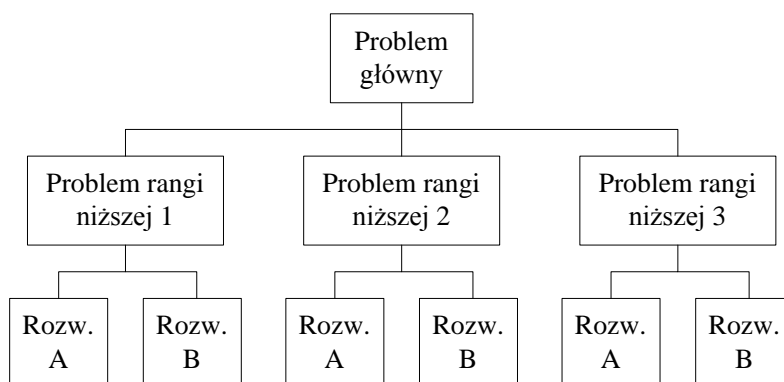 Problem
główny
Problem rangi
niższej 1
Problem rangi
niższej 2
Problem rangi
niższej 3
Rozw.
A
Rozw.
B
Rozw.
A
Rozw.
B
Rozw.
A
Rozw.
B